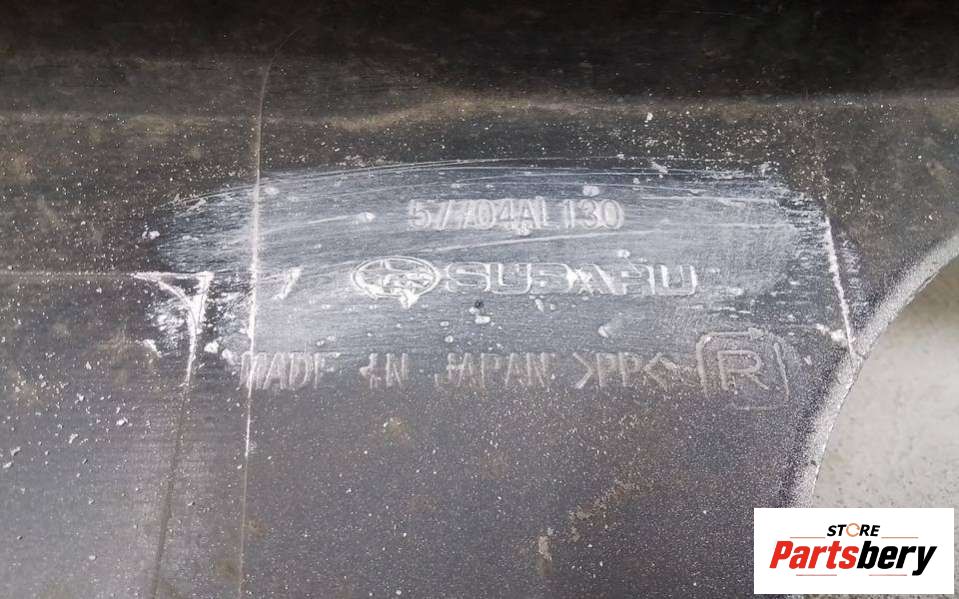 57704AL130
SUBARU
MADE IN JAPAN >PP< R
STORE
Partsbery